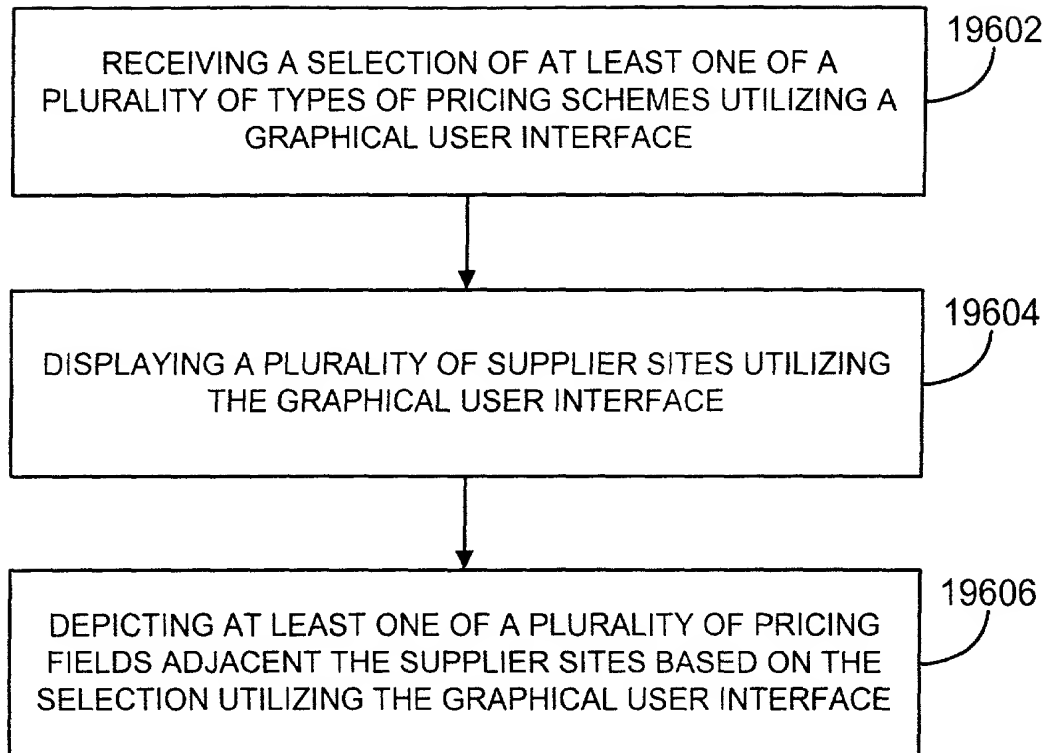 19602
RECEIVING A SELECTION OF AT LEAST ONE OF A
PLURALITY OF TYPES OF PRICING SCHEMES UTILIZING A
GRAPHICAL USER INTERFACE
19604
DISPLAYING A PLURALITY OF SUPPLIER SITES UTILIZING
THE GRAPHICAL USER INTERFACE
19606
DEPICTING AT LEAST ONE OF A PLURALITY OF PRICING
FIELDS ADJACENT THE SUPPLIER SITES BASED ON THE
SELECTION UTILIZING THE GRAPHICAL USER INTERFACE